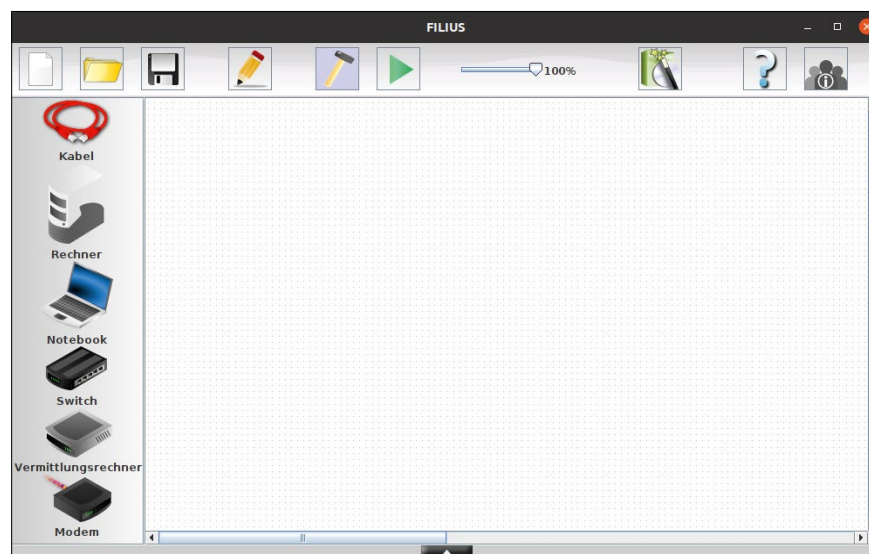 FILIUS
100%
Kabel
Rechner
Notebook
Switch
Vermittlungsrechner
Modem